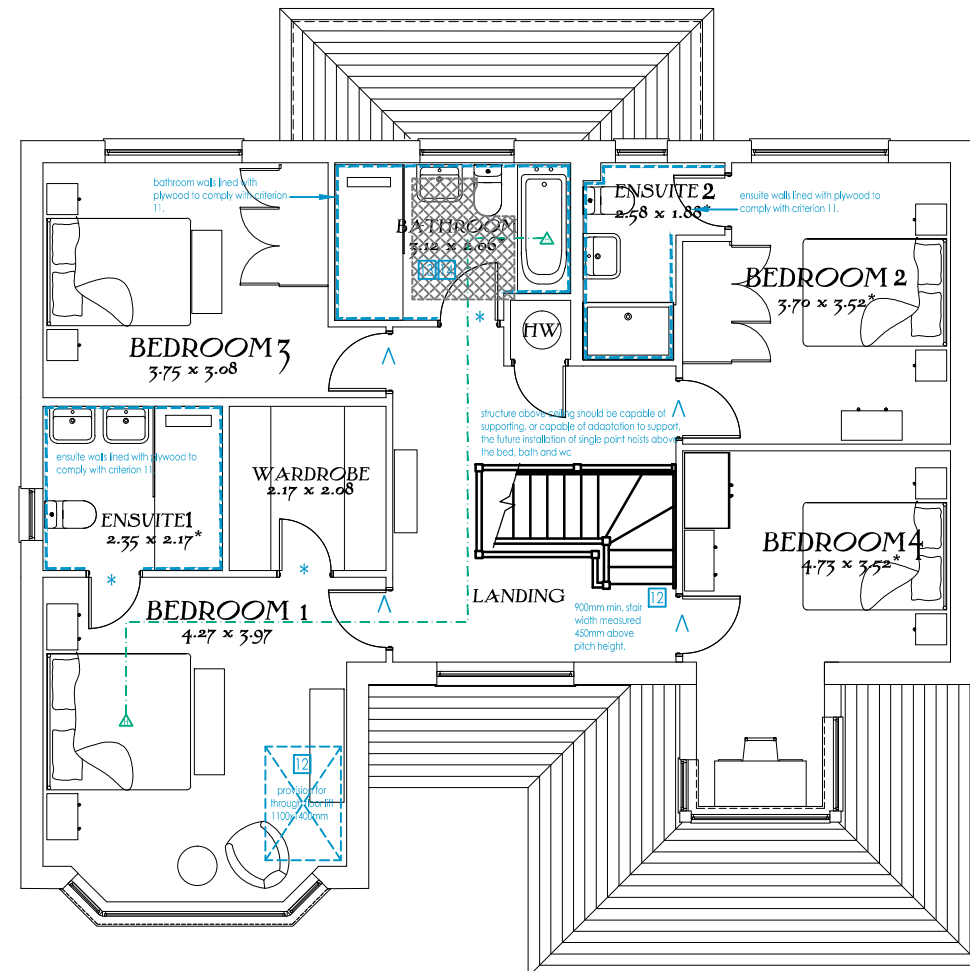 bathroom walls lined with
plywood to comply with criterion
11.
BATHROOM
3.12 x 2.66*
13 14
ENSUITE 2
2.58 x 1.88*
ensuite walls lined with plywood to
comply with criterion 11.
BEDROOM 2
3.70 x 3.52*
HW
*
BEDROOM 3
3.75 x 3.08
structure above ceiling should be capable of
supporting, or capable of adaptation to support,
the future installation of single point hoists above
the bed, bath and wc
ensuite walls lined with plywood to
comply with criterion 11.
WARDROBE
2.17 x 2.08
ENSUITE1
2.35 x 2.17*
*
*
BEDROOM 4
4.73 x 3.52*
BEDROOM 1
4.27 x 3.97
LANDING
12
900mm min. stair
width measured
450mm above
pitch height.
12
provision for
through floor lift
1100x1400mm